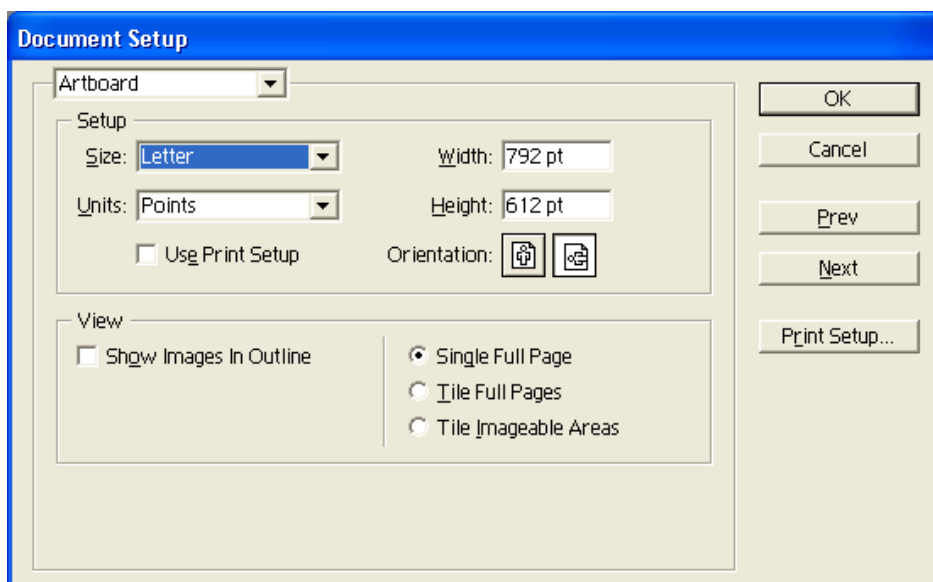 Document Setup
Artboard
Setup
Size: Letter
Width: 792 pt
Units: Points
Height: 612 pt
Use Print Setup
Orientation:
View
Show Images In Outline
Single Full Page
Tile Full Pages
Tile Imageable Areas
OK
Cancel
Prev
Next
Print Setup...